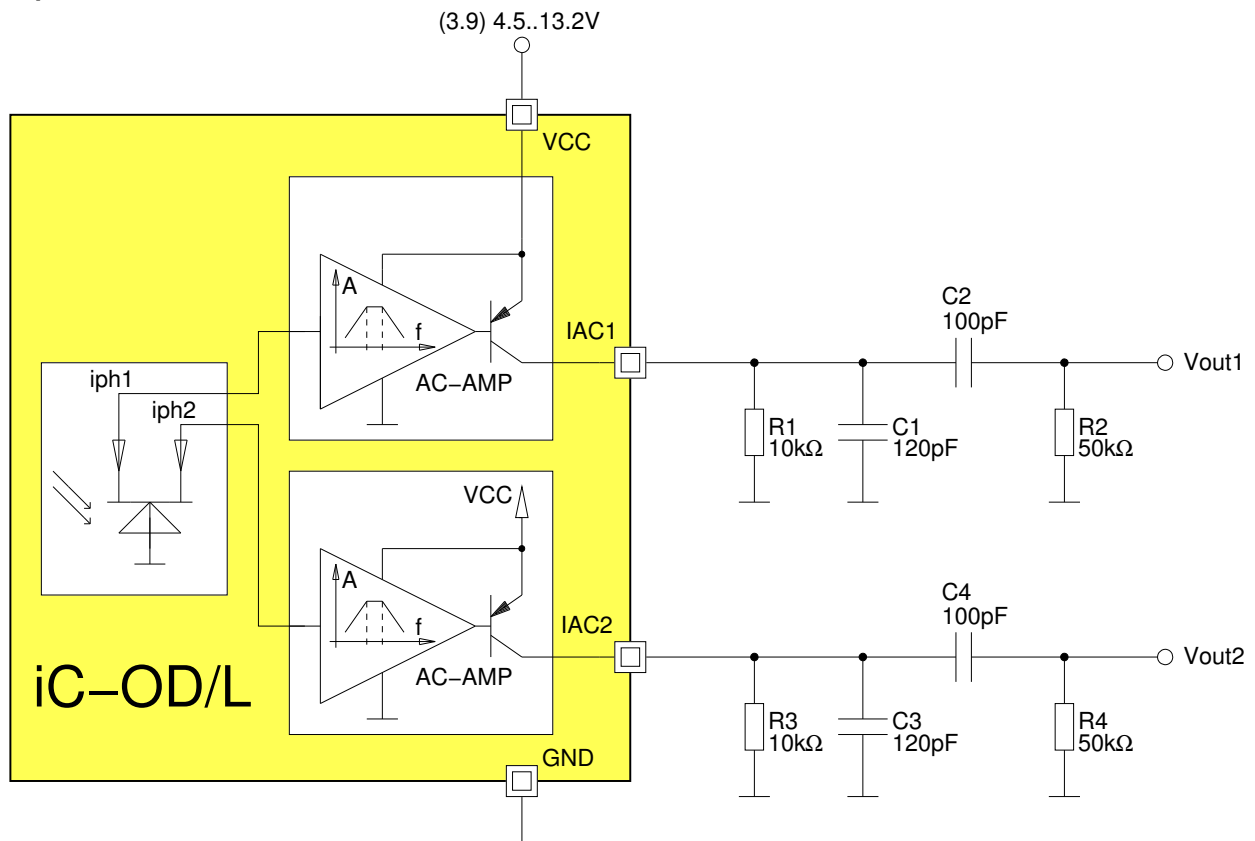 (3.9) 4.5..13.2V
VCC
A
f
AC−AMP
IAC1
iph1
iph2
C2
100pF
Vout1
R1
10kΩ
C1
120pF
R2
50kΩ
VCC
A
f
AC−AMP
IAC2
C4
100pF
Vout2
R3
10kΩ
C3
120pF
R4
50kΩ
iC−OD/L
GND